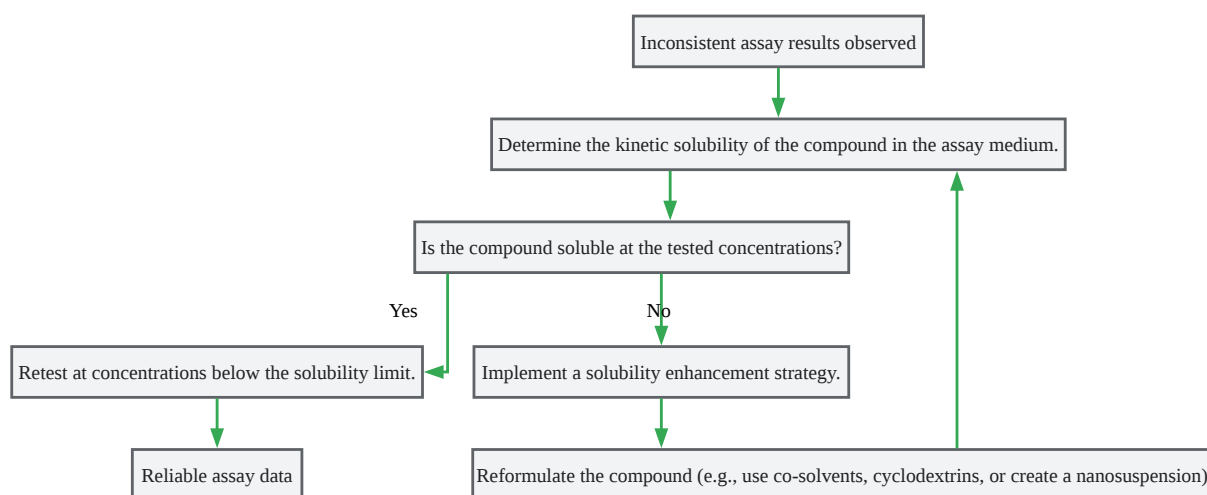 Inconsistent assay results observed
Determine the kinetic solubility of the compound in the assay medium.
Is the compound soluble at the tested concentrations?
Yes
No
Retest at concentrations below the solubility limit.
Implement a solubility enhancement strategy.
Reliable assay data
Reformulate the compound (e.g., use co-solvents, cyclodextrins, or create a nanosuspension)